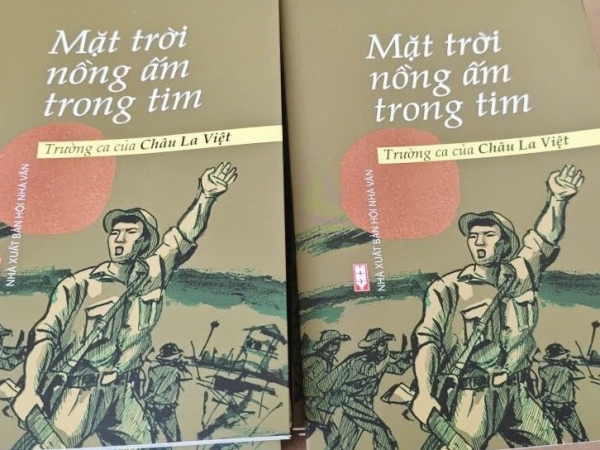 Mặt trời
nồng ấm
trong tim
Trường ca của Châu La Việt
NHÀ XUẤT BẢN HỘI NHÀ VĂN
Mặt trời
nồng ấm
trong tim
Trường ca của Châu La Việt
NHÀ XUẤT BẢN HỘI NHÀ VĂN